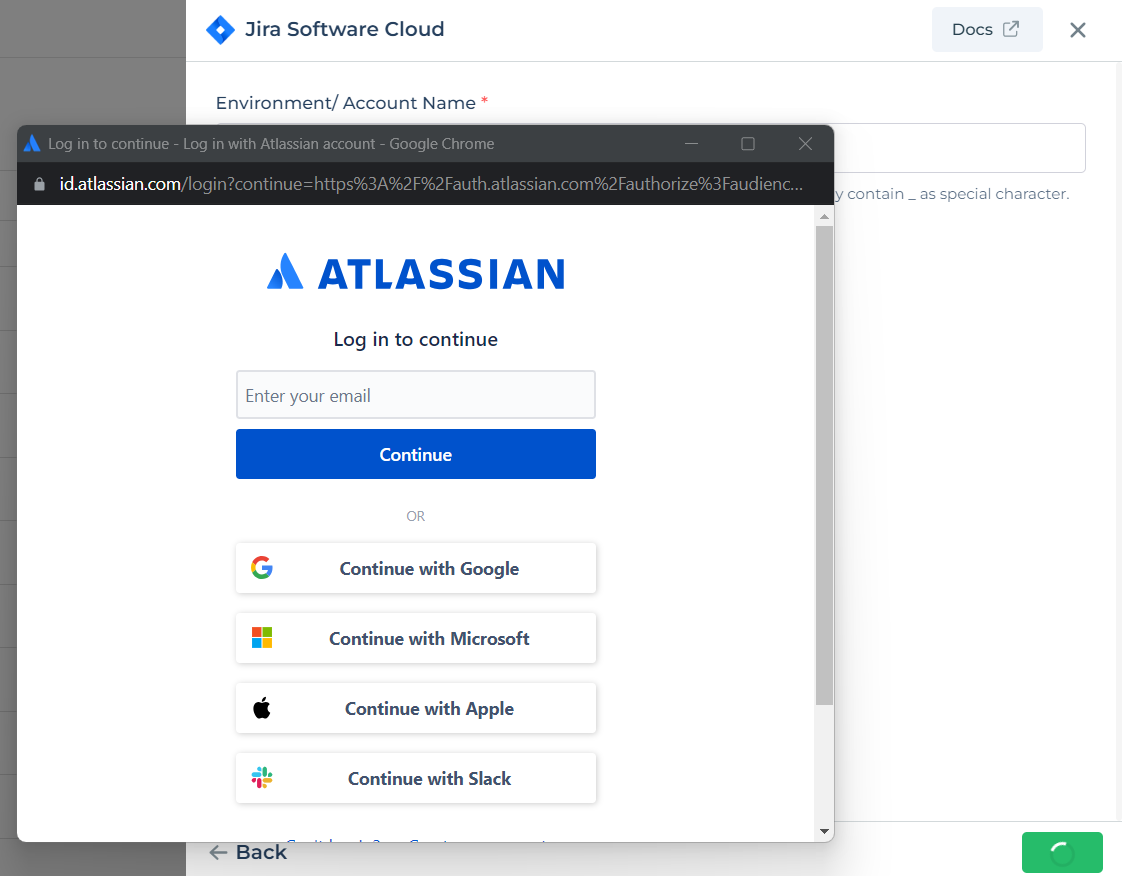 Jira Software Cloud
Docs
Environment/ Account Name *
Log in to continue - Log in with Atlassian account - Google Chrome
id.atlassian.com/login?continue=https%3A%2F%2Fauth.atlassian.com%2Fauthorize%3Faudienc...
contain _ as special character.
ATLASSIAN
Log in to continue
Enter your email
Continue
OR
Continue with Google
Continue with Microsoft
Continue with Apple
Continue with Slack
Back